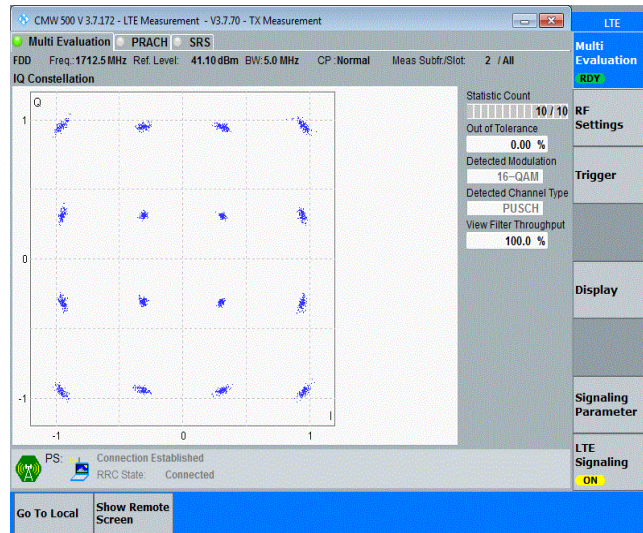 CMW 500 V 3.7.172 - LTE Measurement - V3.7.70 - TX Measurement
LTE
Multi Evaluation PRACH SRS
Multi
Evaluation
RDY
FDD Freq.: 1712.5 MHz Ref. Level: 41.10 dBm BW: 5.0 MHz CP : Normal Meas Subfr./Slot: 2 / All
IQ Constellation
Q
1
0
-1
-1 0 1
I
Statistic Count
10 / 10
Out of Tolerance
0.00 %
Detected Modulation
16-QAM
Detected Channel Type
PUSCH
View Filter Throughput
100.0 %
RF
Settings
Trigger
Display
Signaling
Parameter
LTE
Signaling
ON
PS: Connection Established
RRC State: Connected
Go To Local
Show Remote
Screen